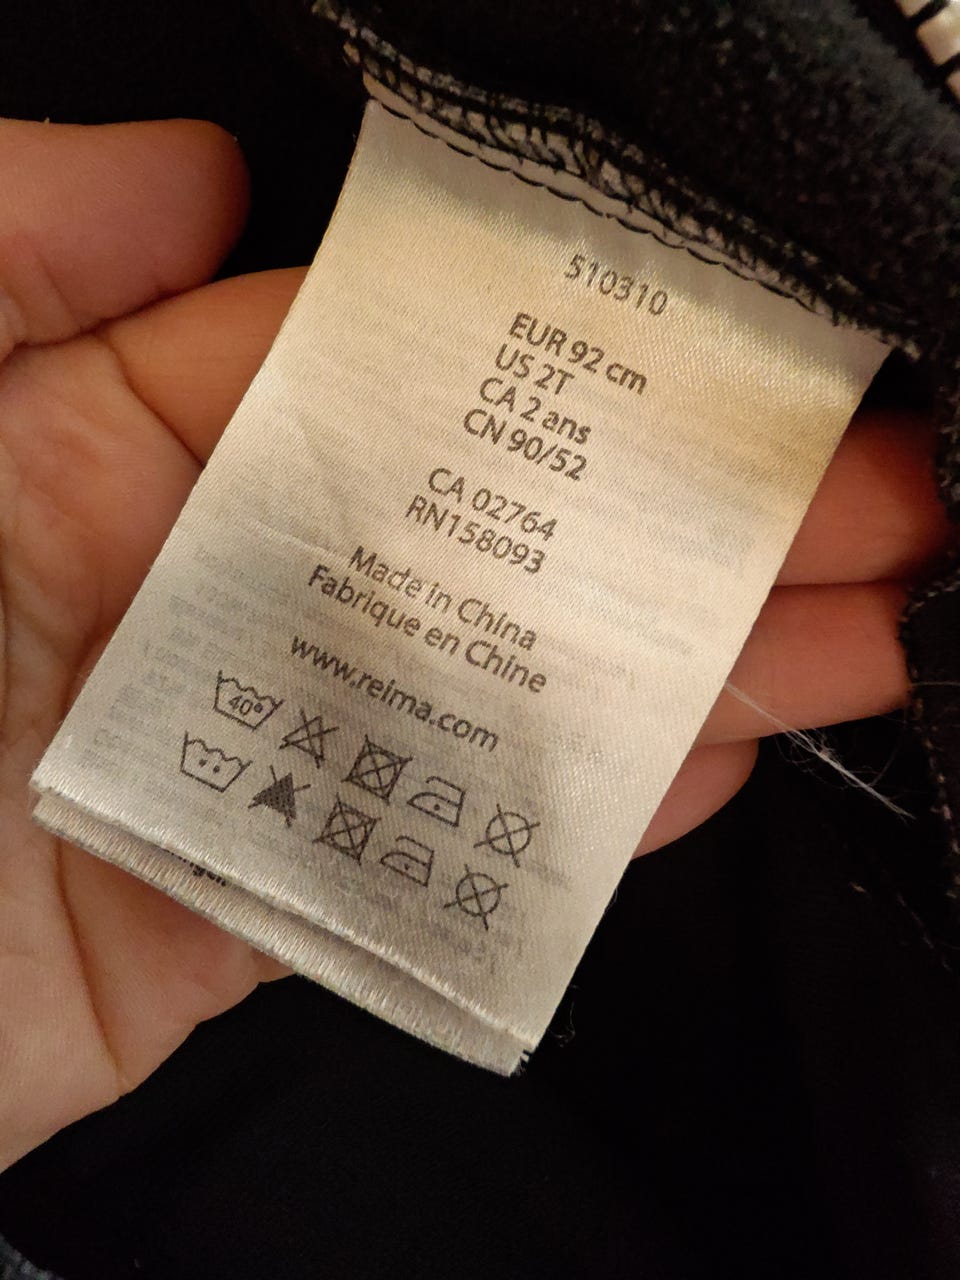 510310
EUR 92 cm
US 2T
CA 2 ans
CN 90/52
CA 02764
RN158093
Made in China
Fabrique en Chine
www.reima.com
40°